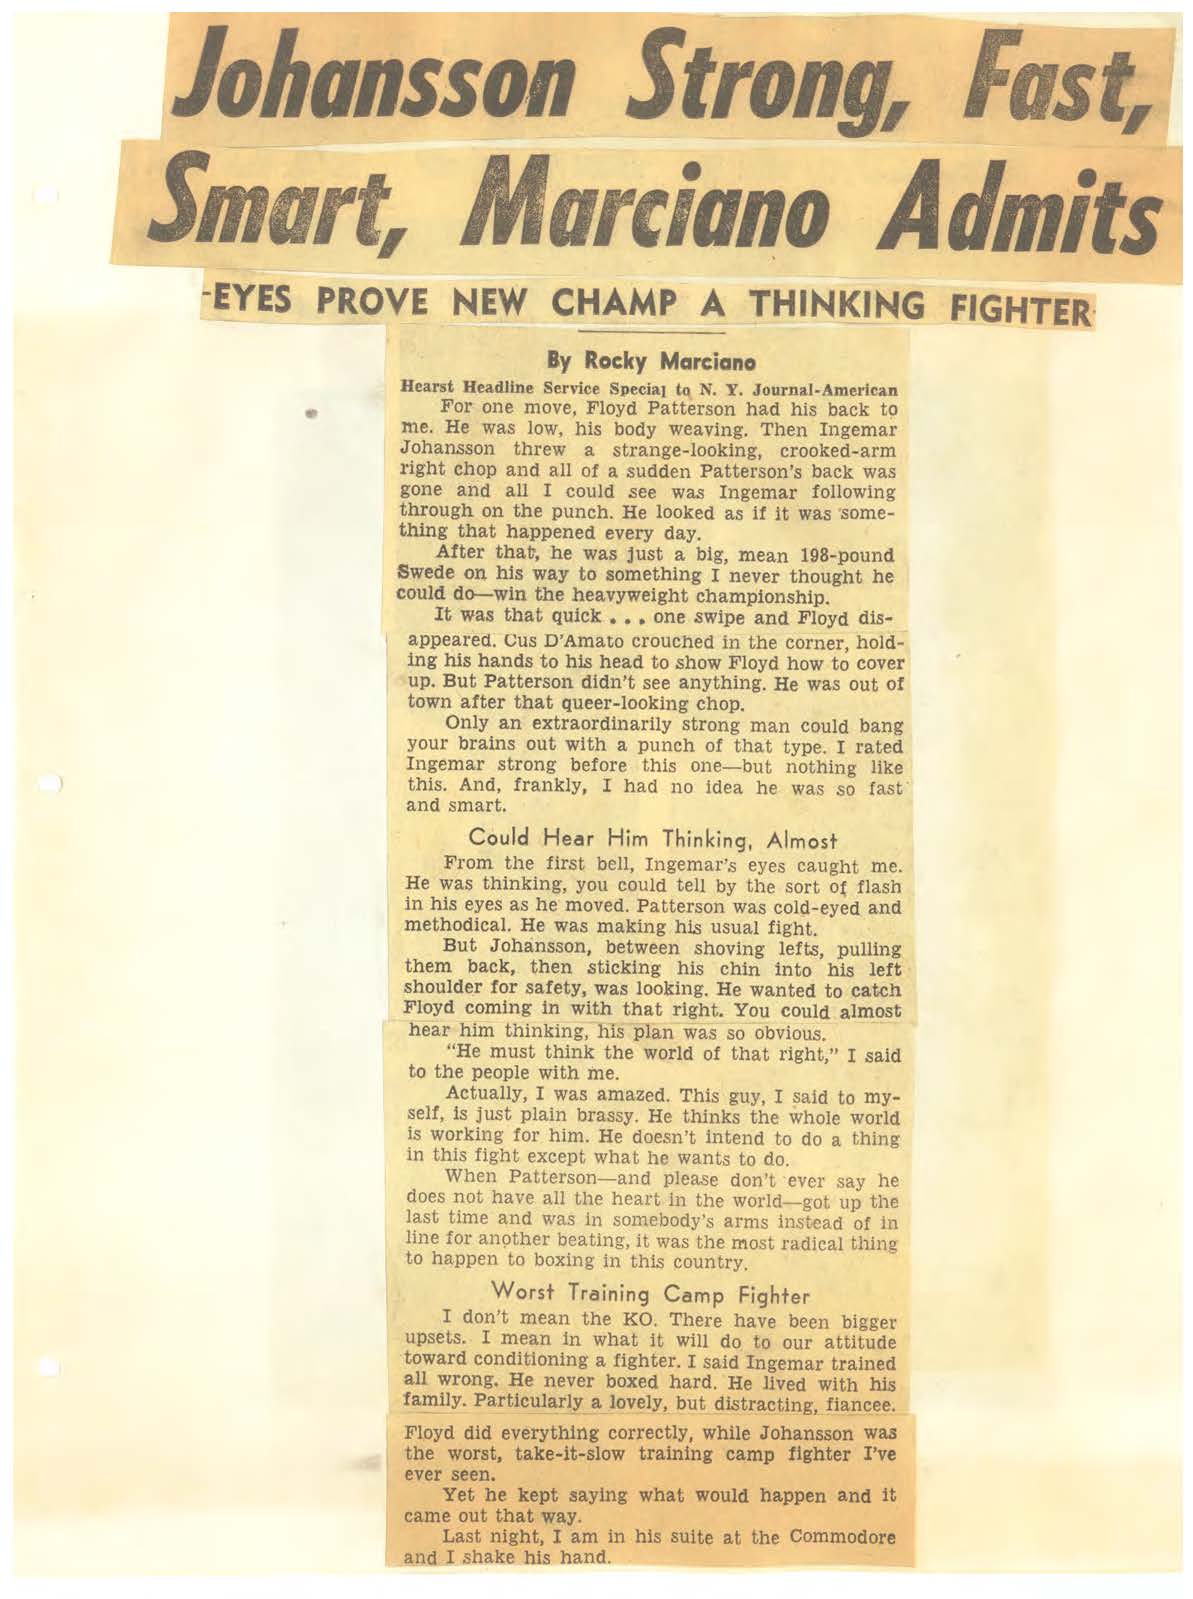 Johansson Strong, Fast,
Smart, Marciano Admits
-EYES PROVE NEW CHAMP A THINKING FIGHTER-
By Rocky Marciano
Hearst Headline Service Special to N. Y. Journal-American
For one move, Floyd Patterson had his back to
me. He was low, his body weaving. Then Ingemar
Johansson threw a strange-looking, crooked-arm
right chop and all of a sudden Patterson's back was
gone and all I could see was Ingemar following
through on the punch. He looked as if it was some-
thing that happened every day.
After that, he was just a big, mean 198-pound
Swede on his way to something I never thought he
could do—win the heavyweight championship.
It was that quick . . . one swipe and Floyd dis-
appeared. Cus D'Amato crouched in the corner, hold-
ing his hands to his head to show Floyd how to cover
up. But Patterson didn't see anything. He was out of
town after that queer-looking chop.
Only an extraordinarily strong man could bang
your brains out with a punch of that type. I rated
Ingemar strong before this one—but nothing like
this. And, frankly, I had no idea he was so fast
and smart.
Could Hear Him Thinking, Almost
From the first bell, Ingemar's eyes caught me.
He was thinking, you could tell by the sort of flash
in his eyes as he moved. Patterson was cold-eyed and
methodical. He was making his usual fight.
But Johansson, between shoving lefts, pulling
them back, then sticking his chin into his left
shoulder for safety, was looking. He wanted to catch
Floyd coming in with that right. You could almost
hear him thinking, his plan was so obvious.
"He must think the world of that right," I said
to the people with me.
Actually, I was amazed. This guy, I said to my-
self, is just plain brassy. He thinks the whole world
is working for him. He doesn't intend to do a thing
in this fight except what he wants to do.
When Patterson—and please don't ever say he
does not have all the heart in the world—got up the
last time and was in somebody's arms instead of in
line for another beating, it was the most radical thing
to happen to boxing in this country.
Worst Training Camp Fighter
I don't mean the KO. There have been bigger
upsets. I mean in what it will do to our attitude
toward conditioning a fighter. I said Ingemar trained
all wrong. He never boxed hard. He lived with his
family. Particularly a lovely, but distracting, fiancee.
Floyd did everything correctly, while Johansson was
the worst, take-it-slow training camp fighter I've
ever seen.
Yet he kept saying what would happen and it
came out that way.
Last night, I am in his suite at the Commodore
and I shake his hand.